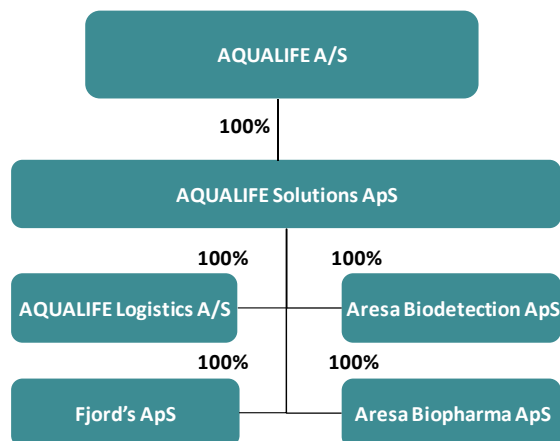 AQUALIFE A/S
100%
AQUALIFE Solutions ApS
100% 100%
AQUALIFE Logistics A/S Aresa Biodetection ApS
100% 100%
Fjord's ApS Aresa Biopharma ApS